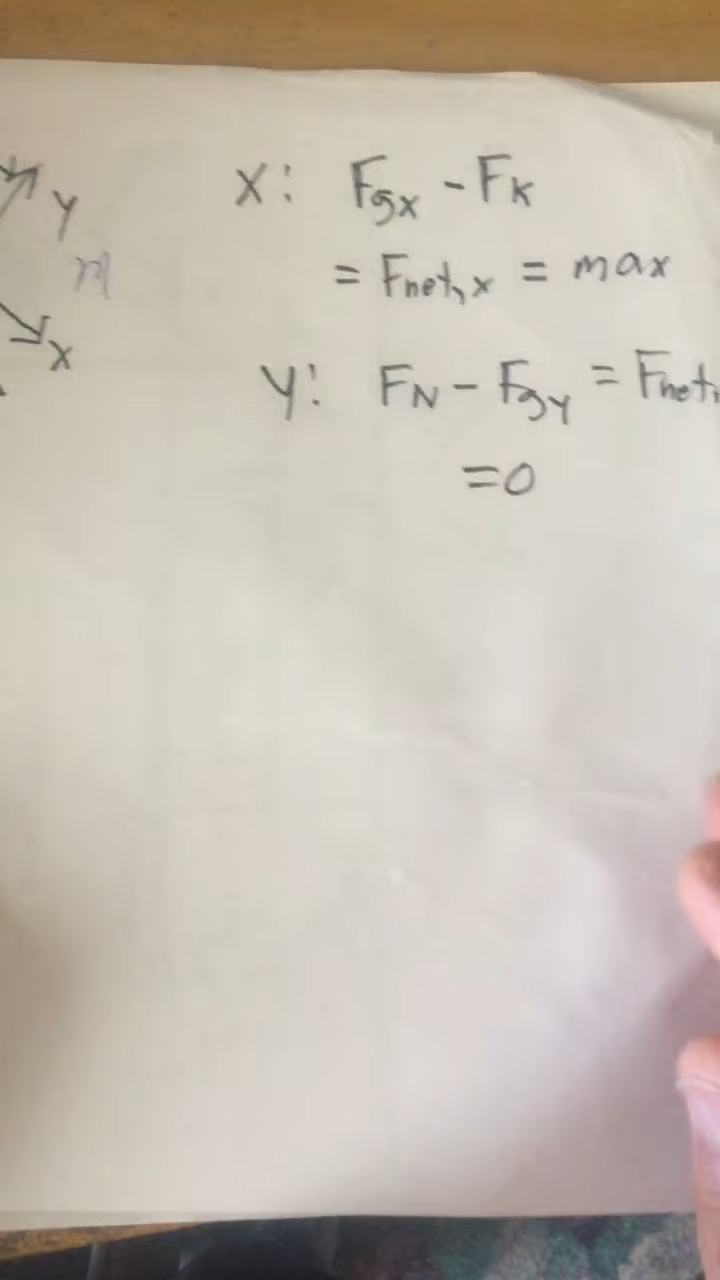 Y
X
X: Fgx - FK
= Fnet,x = max
Y: FN - Fgy = Fnet,
=0